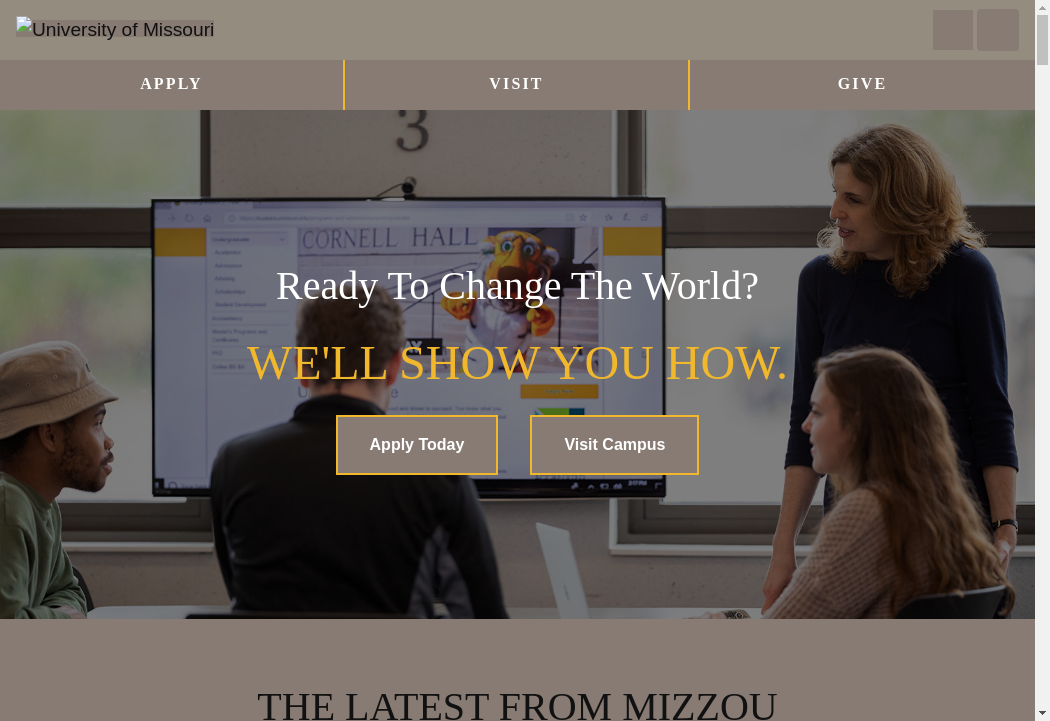 University of Missouri
APPLY
VISIT
GIVE
3
CORNELL HALL
Ready To Change The World?
WE'LL SHOW YOU HOW.
Apply Today
Visit Campus
THE LATEST FROM MIZZOU